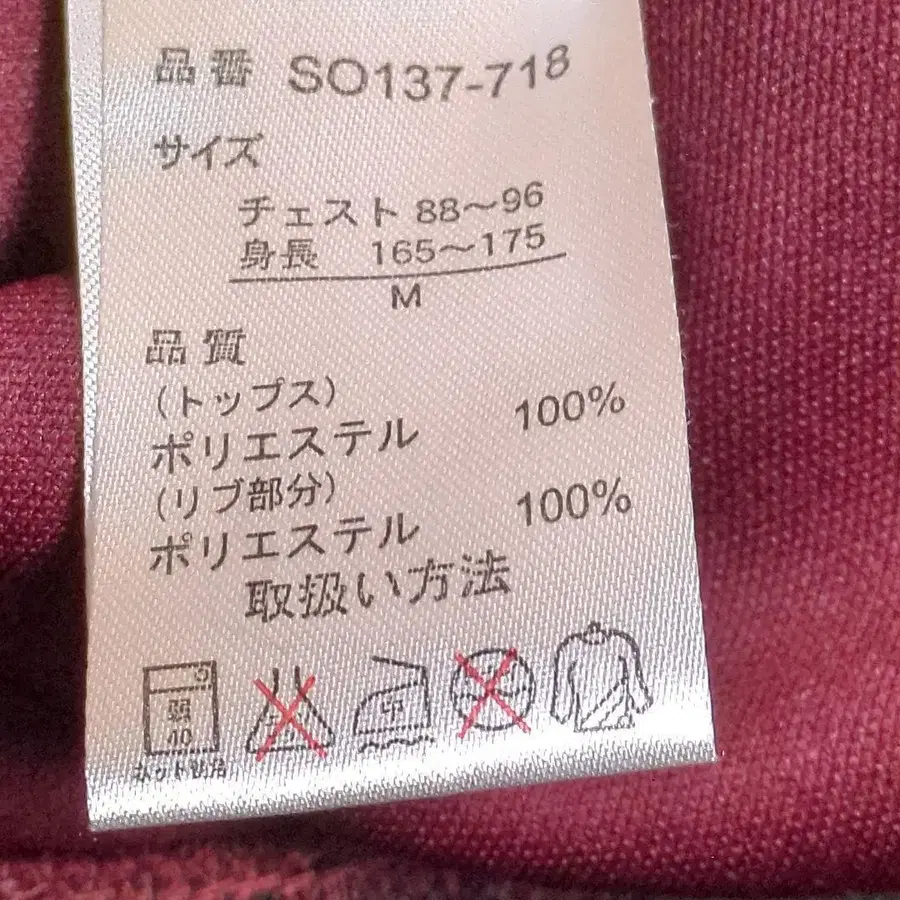 品番 SO137-718
サイズ
チェスト 88〜96
身長 165〜175
M
品質
(トップス)
ポリエステル 100%
(リブ部分)
ポリエステル 100%
取扱い方法
弱
40
中
ネット使用